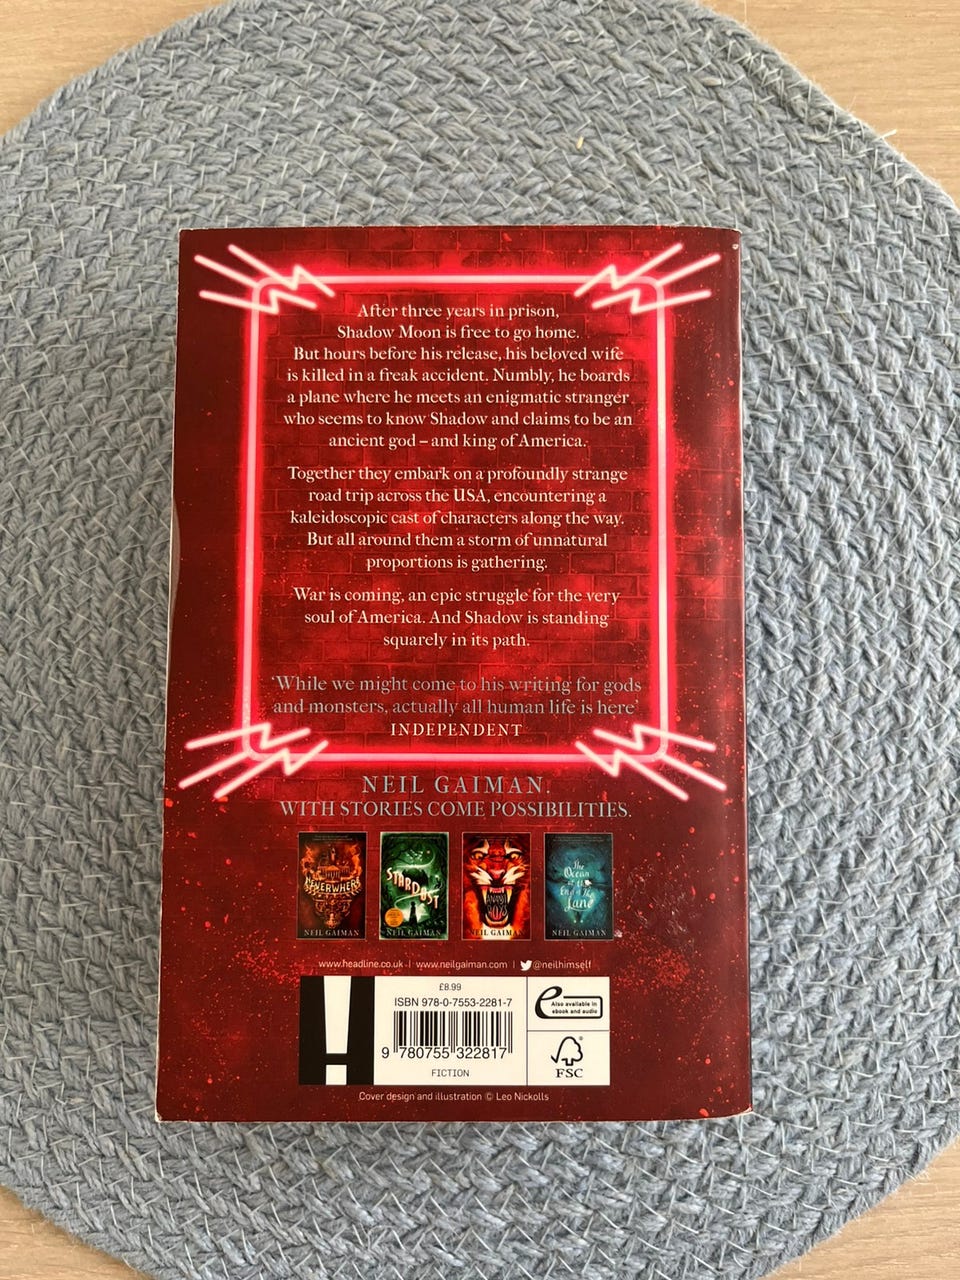 After three years in prison,
Shadow Moon is free to go home.
But hours before his release, his beloved wife
is killed in a freak accident. Numbly, he boards
a plane where he meets an enigmatic stranger
who seems to know Shadow and claims to be an
ancient god – and king of America.
Together they embark on a profoundly strange
road trip across the USA, encountering a
kaleidoscopic cast of characters along the way.
But all around them a storm of unnatural
proportions is gathering.
War is coming, an epic struggle for the very
soul of America. And Shadow is standing
squarely in its path.
'While we might come to his writing for gods
and monsters, actually all human life is here'
INDEPENDENT
NEIL GAIMAN.
WITH STORIES COME POSSIBILITIES.
NEVERWHERE
NEIL GAIMAN
STARDUST
NEIL GAIMAN
ANANSI
BOYS
NEIL GAIMAN
The
Ocean
at the
End of the
Lane
NEIL GAIMAN
www.headline.co.uk | www.neilgaiman.com | @neilhimself
£8.99
ISBN 978-0-7553-2281-7
9 780755 322817
FICTION
e
Also available in
ebook and audio
FSC
Cover design and illustration © Leo Nickolls